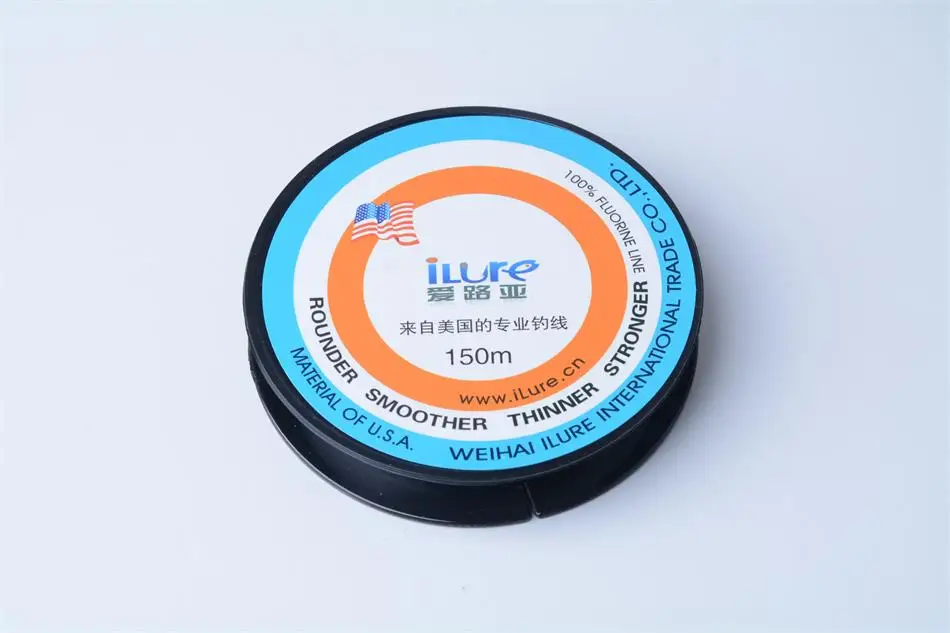 iLure
爱路亚
来自美国的专业钓线
150m
www.iLure.cn
100% FLUORINE LINE
ROUNDER SMOOTHER THINNER STRONGER
MATERIAL OF U.S.A.
WEIHAI ILURE INTERNATIONAL TRADE CO.,LTD.